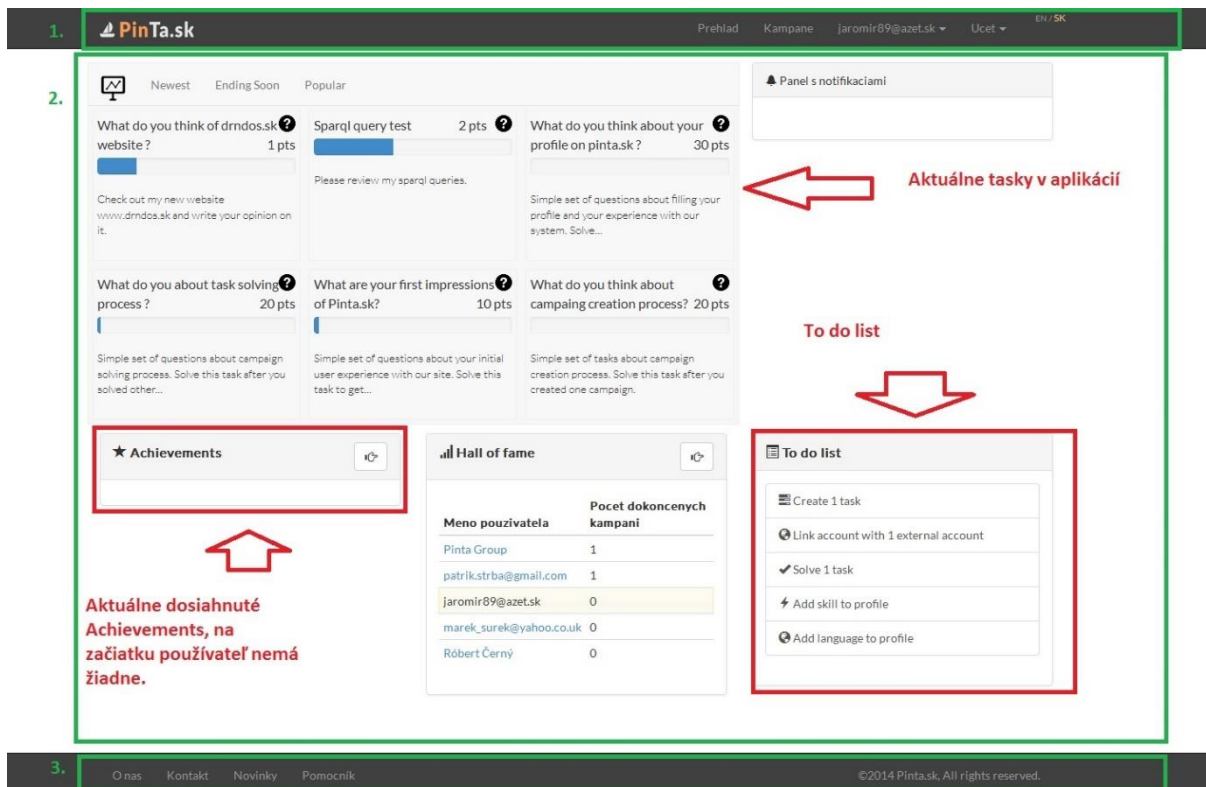 1.
PinTa.sk
Prehlad Kampane jaromir89@azet.sk Ucet
EN / SK
2.
Newest Ending Soon Popular
What do you think of drndos.sk
website ? 1 pts
Check out my new website
www.drndos.sk and write your opinion on
it.
Sparql query test 2 pts
Please review my sparql queries.
What do you think about your
profile on pinta.sk ? 30 pts
Simple set of questions about filling your
profile and your experience with our
system. Solve...
What do you about task solving
process ? 20 pts
Simple set of questions about campaign
solving process. Solve this task after you
solved other...
What are your first impressions
of Pinta.sk? 10 pts
Simple set of questions about your initial
user experience with our site. Solve this
task to get...
What do you think about
campaing creation process? 20 pts
Simple set of tasks about campaign
creation process. Solve this task after you
created one campaign.
Panel s notifikaciami
Aktuálne tasky v aplikácií
To do list
Achievements
Aktuálne dosiahnuté
Achievements, na
začiatku používateľ nemá
žiadne.
Hall of fame
Meno pouzivatela Pocet dokoncenych
kampani
Pinta Group 1
patrik.strba@gmail.com 1
jaromir89@azet.sk 0
marek_surek@yahoo.co.uk 0
Róbert Černý 0
To do list
Create 1 task
Link account with 1 external account
Solve 1 task
Add skill to profile
Add language to profile
3.
O nas Kontakt Novinky Pomocník
©2014 Pinta.sk, All rights reserved.